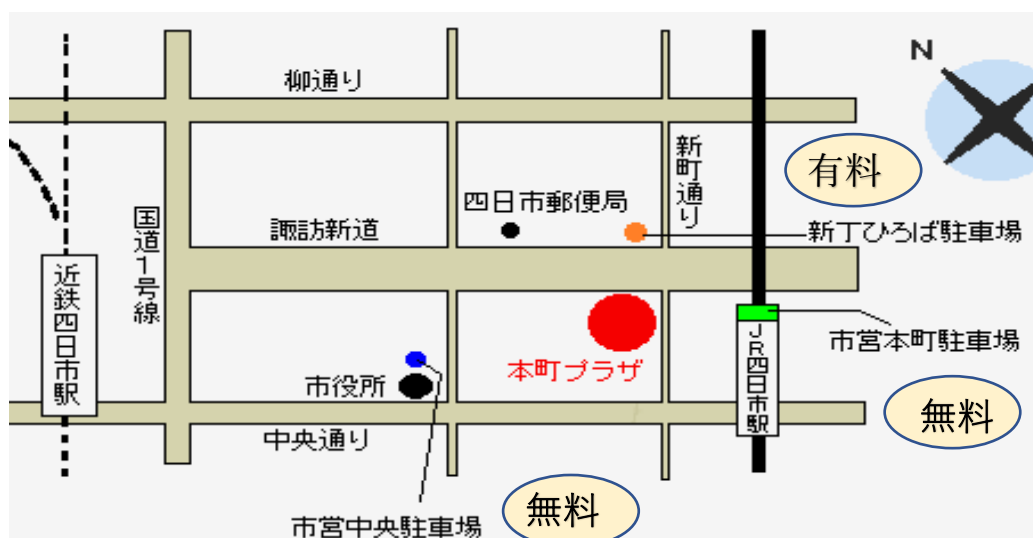 N
柳通り
新町通り
有料
四日市郵便局
国道1号線
諏訪新道
新丁ひろば駐車場
近鉄四日市駅
市営本町駐車場
JR四日市駅
本町プラザ
市役所
無料
中央通り
無料
市営中央駐車場